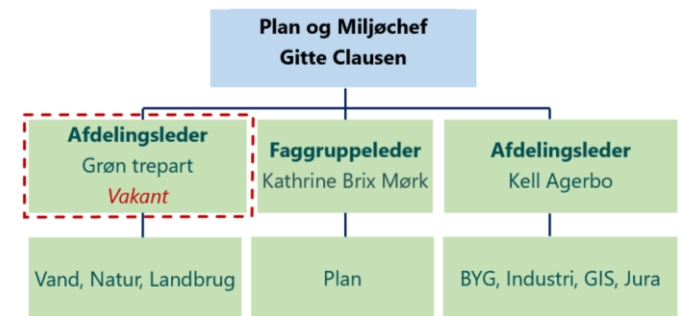 Plan og Miljøchef
Gitte Clausen
Afdelingsleder
Grøn trepart
Vakant
Faggruppeleder
Kathrine Brix Mørk
Afdelingsleder
Kell Agerbo
Vand, Natur, Landbrug
Plan
BYG, Industri, GIS, Jura